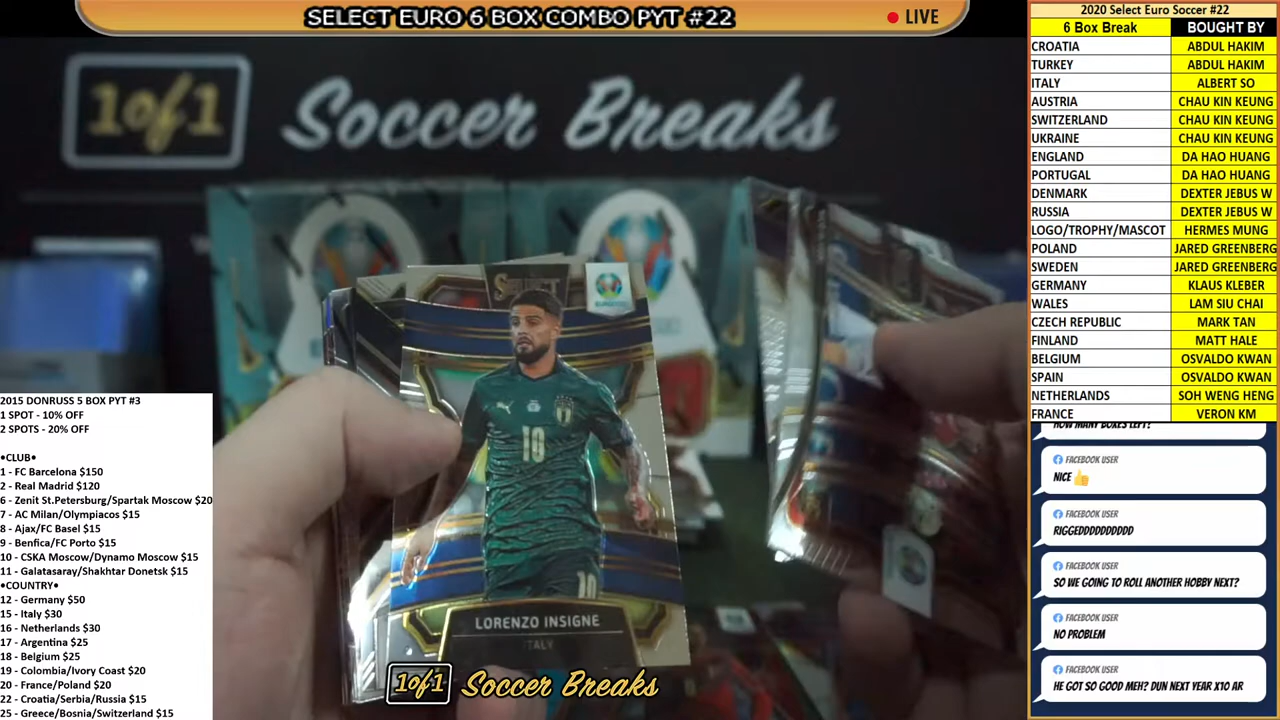 SELECT EURO 6 BOX COMBO PYT #22
LIVE
1of1 Soccer Breaks
SELECT
EURO2020
10
10
LORENZO INSIGNE
ITALY
1of1 Soccer Breaks
2015 DONRUSS 5 BOX PYT #3
1 SPOT - 10% OFF
2 SPOTS - 20% OFF
•CLUB•
1 - FC Barcelona $150
2 - Real Madrid $120
6 - Zenit St.Petersburg/Spartak Moscow $20
7 - AC Milan/Olympiacos $15
8 - Ajax/FC Basel $15
9 - Benfica/FC Porto $15
10 - CSKA Moscow/Dynamo Moscow $15
11 - Galatasaray/Shakhtar Donetsk $15
•COUNTRY•
12 - Germany $50
15 - Italy $30
16 - Netherlands $30
17 - Argentina $25
18 - Belgium $25
19 - Colombia/Ivory Coast $20
20 - France/Poland $20
22 - Croatia/Serbia/Russia $15
25 - Greece/Bosnia/Switzerland $15
2020 Select Euro Soccer #22
6 Box Break BOUGHT BY
CROATIA ABDUL HAKIM
TURKEY ABDUL HAKIM
ITALY ALBERT SO
AUSTRIA CHAU KIN KEUNG
SWITZERLAND CHAU KIN KEUNG
UKRAINE CHAU KIN KEUNG
ENGLAND DA HAO HUANG
PORTUGAL DA HAO HUANG
DENMARK DEXTER JEBUS W
RUSSIA DEXTER JEBUS W
LOGO/TROPHY/MASCOT HERMES MUNG
POLAND JARED GREENBERG
SWEDEN JARED GREENBERG
GERMANY KLAUS KLEBER
WALES LAM SIU CHAI
CZECH REPUBLIC MARK TAN
FINLAND MATT HALE
BELGIUM OSVALDO KWAN
SPAIN OSVALDO KWAN
NETHERLANDS SOH WENG HENG
FRANCE VERON KM
HOW MANY BOXES LEFT?
FACEBOOK USER
NICE 👍
FACEBOOK USER
RIGGEDDDDDDDDD
FACEBOOK USER
SO WE GOING TO ROLL ANOTHER HOBBY NEXT?
FACEBOOK USER
NO PROBLEM
FACEBOOK USER
HE GOT SO GOOD MEH? DUN NEXT YEAR X10 AR